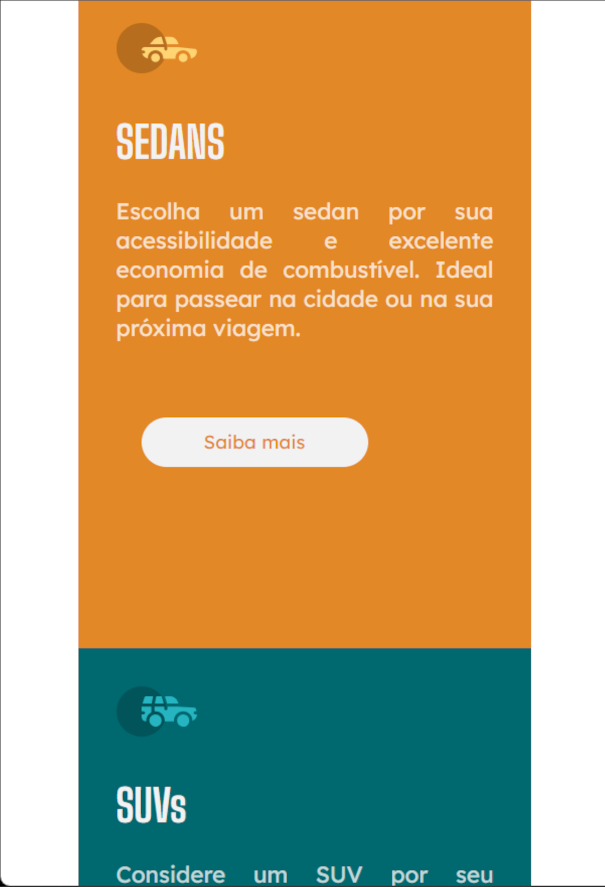 SEDANS
Escolha um sedan por sua
acessibilidade e excelente
economia de combustível. Ideal
para passear na cidade ou na sua
próxima viagem.
Saiba mais
SUVs
Considere um SUV por seu